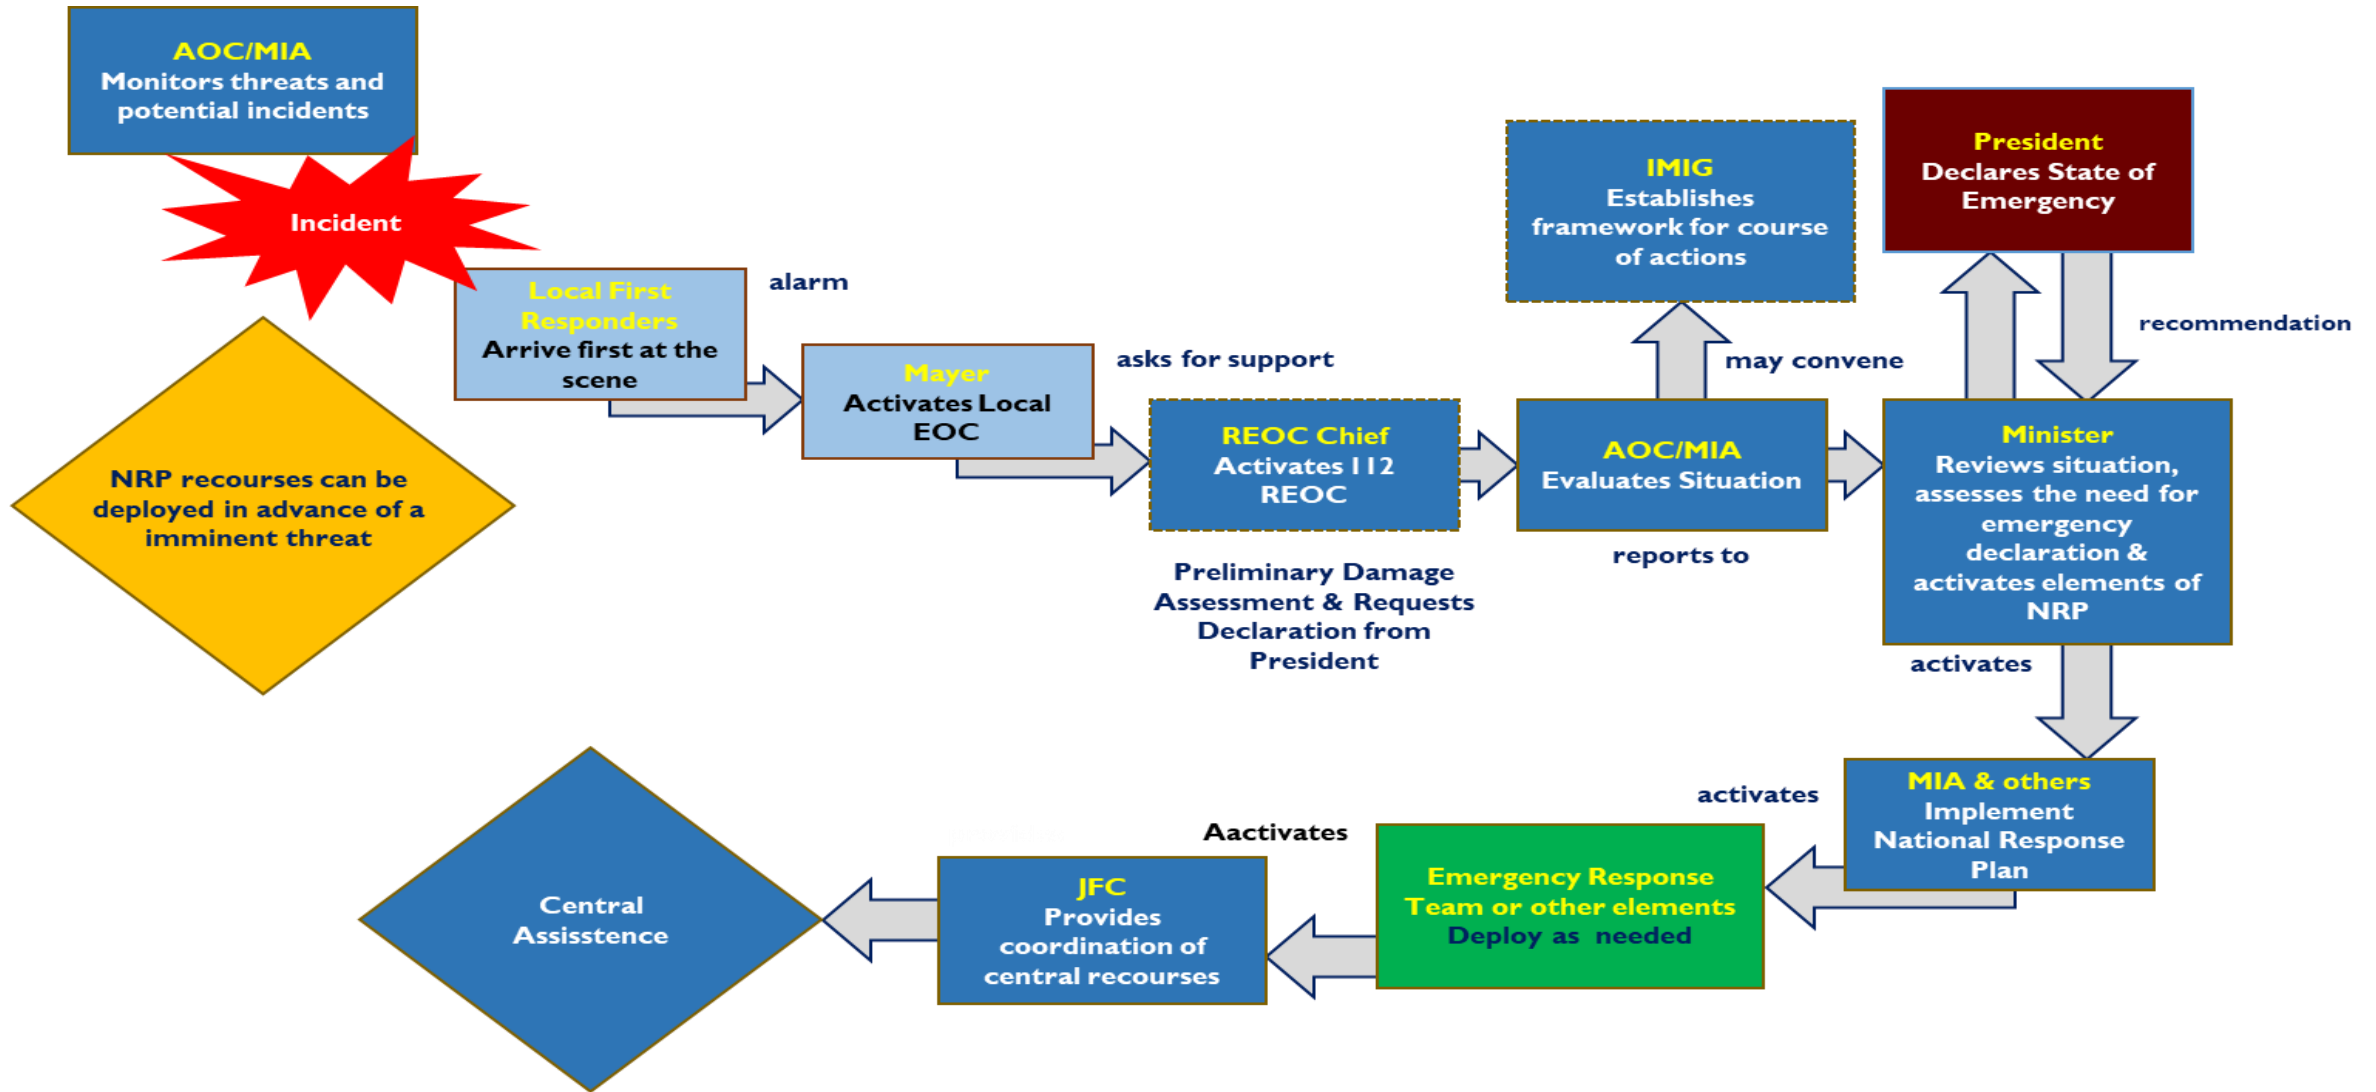 AOC/MIA
Monitors threats and
potential incidents
Incident
Local First
Responders
Arrive first at the
scene
alarm
Mayer
Activates Local
EOC
asks for support
REOC Chief
Activates 112
REOC
Preliminary Damage
Assessment & Requests
Declaration from
President
AOC/MIA
Evaluates Situation
reports to
IMIG
Establishes
framework for course
of actions
may convene
President
Declares State of
Emergency
recommendation
Minister
Reviews situation,
assesses the need for
emergency
declaration &
activates elements of
NRP
activates
MIA & others
Implement
National Response
Plan
activates
Emergency Response
Team or other elements
Deploy as needed
Aactivates
JFC
Provides
coordination of
central recourses
Central
Assisstence
NRP recourses can be
deployed in advance of a
imminent threat